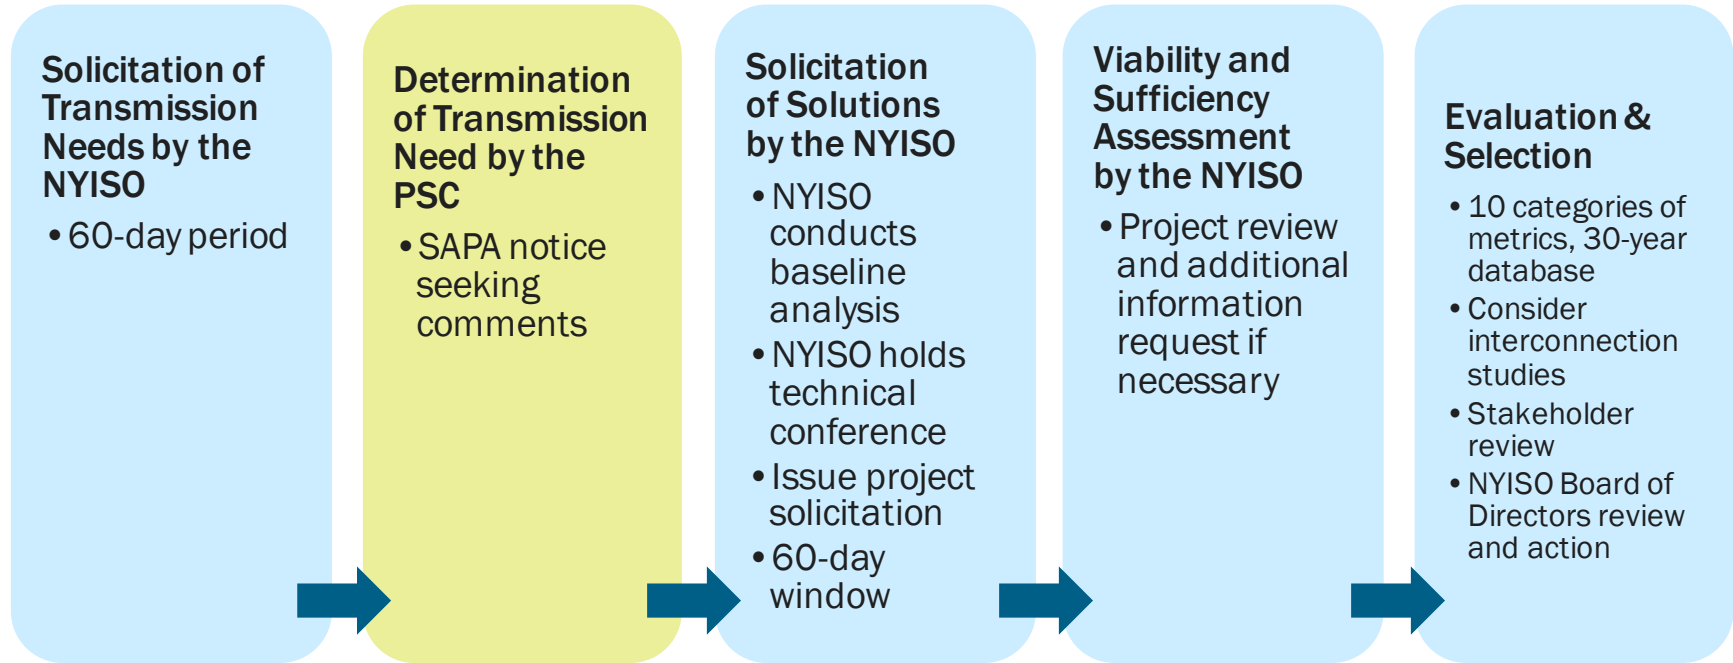 Solicitation of
Transmission
Needs by the
NYISO
• 60-day period
Determination
of Transmission
Need by the
PSC
• SAPA notice
seeking
comments
Solicitation
of Solutions
by the NYISO
• NYISO
conducts
baseline
analysis
• NYISO holds
technical
conference
• Issue project
solicitation
• 60-day
window
Viability and
Sufficiency
Assessment
by the NYISO
• Project review
and additional
information
request if
necessary
Evaluation &
Selection
• 10 categories of
metrics, 30-year
database
• Consider
interconnection
studies
• Stakeholder
review
• NYISO Board of
Directors review
and action